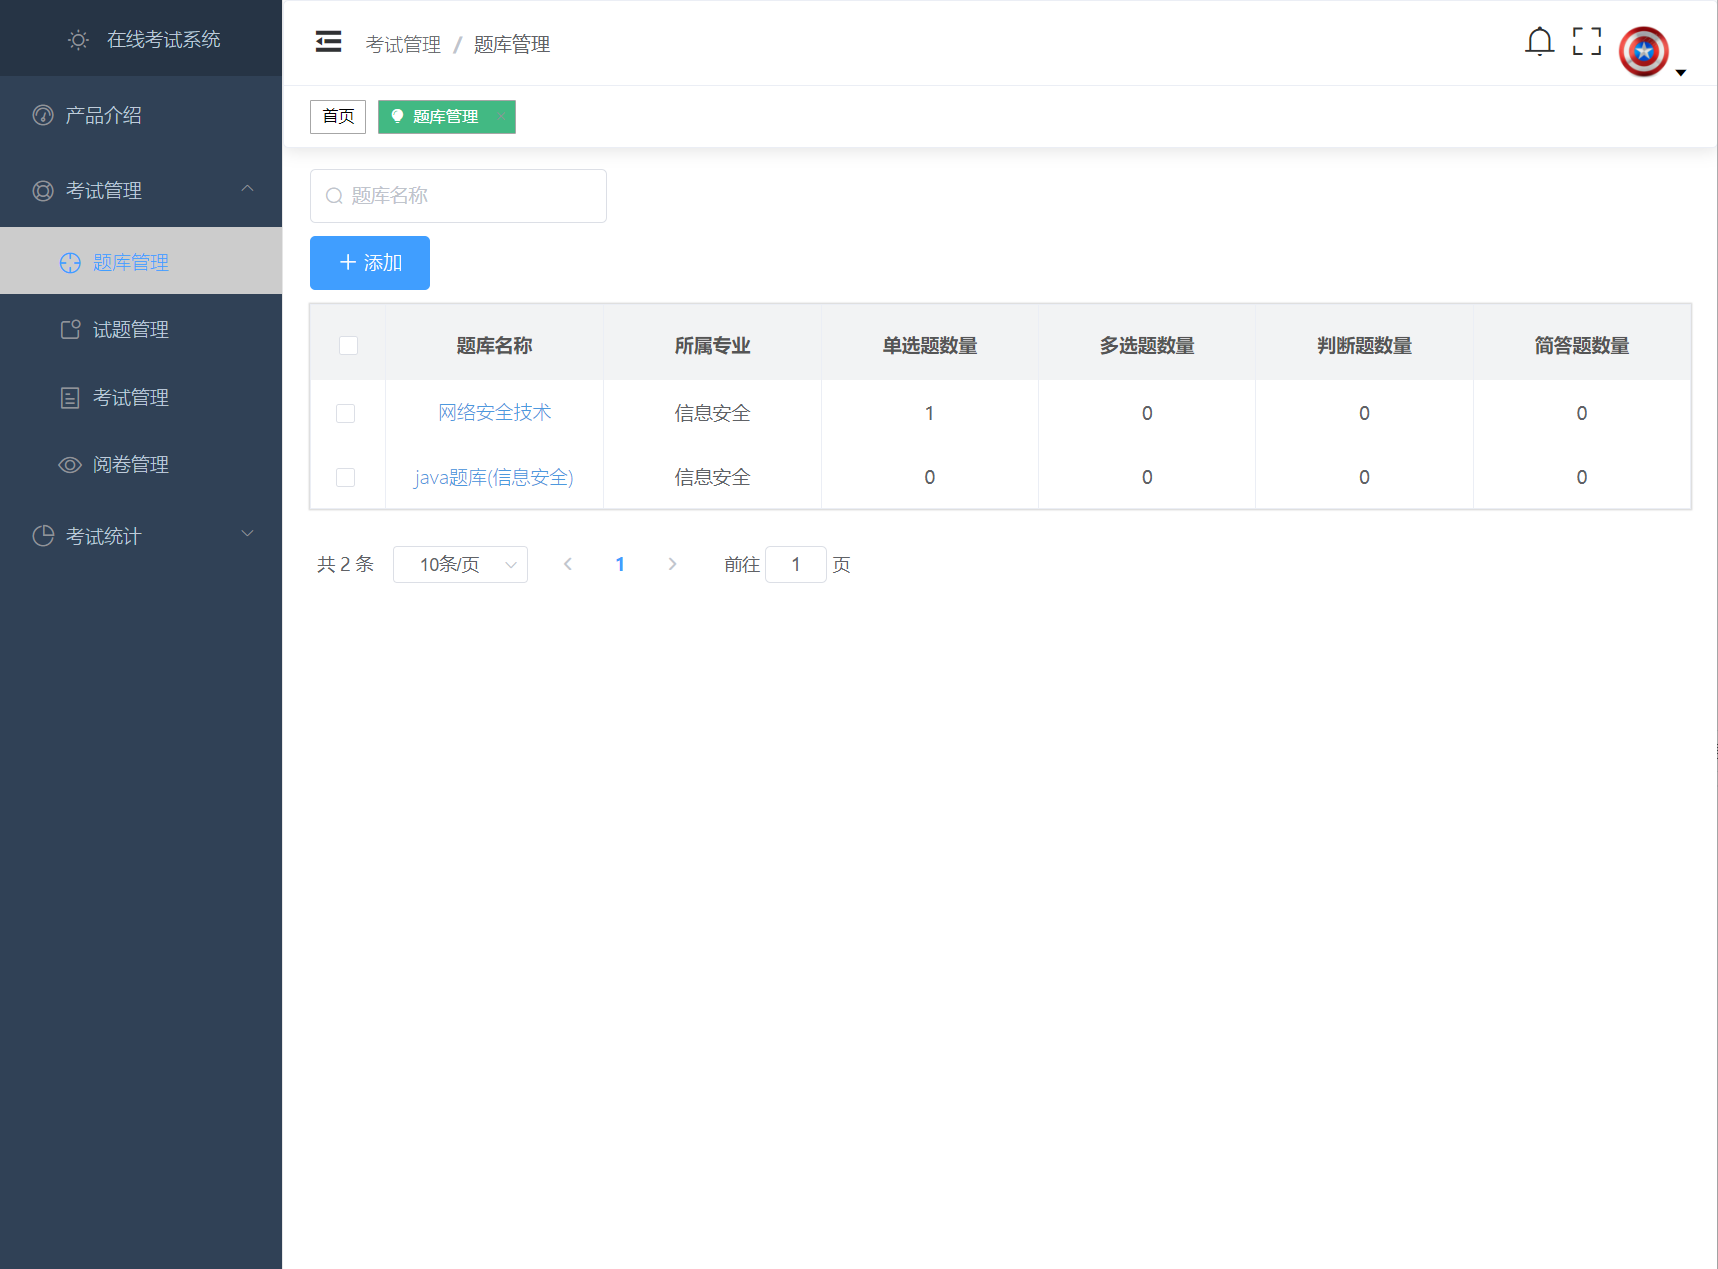 在线考试系统
产品介绍
考试管理
题库管理
试题管理
考试管理
阅卷管理
考试统计
考试管理 / 题库管理
首页 题库管理
题库名称
添加
题库名称 所属专业 单选题数量 多选题数量 判断题数量 简答题数量
网络安全技术 信息安全 1 0 0 0
java题库(信息安全) 信息安全 0 0 0 0
共 2 条 10条/页 1 前往 1 页